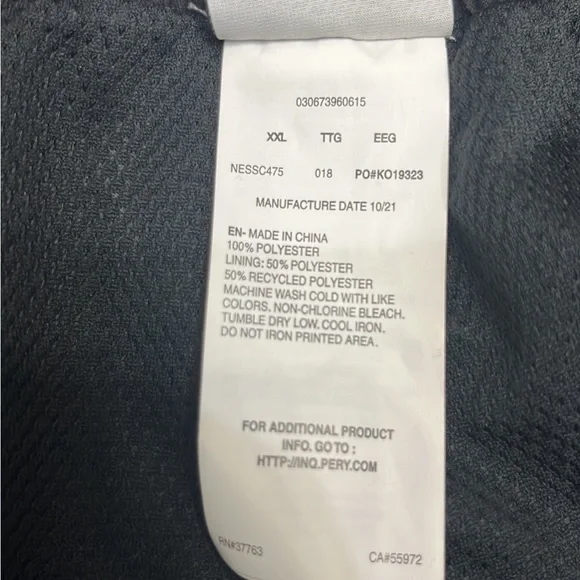 030673960615
XXL TTG EEG
NESSC475 018 PO#KO19323
MANUFACTURE DATE 10/21
EN- MADE IN CHINA
100% POLYESTER
LINING: 50% POLYESTER
50% RECYCLED POLYESTER
MACHINE WASH COLD WITH LIKE
COLORS. NON-CHLORINE BLEACH.
TUMBLE DRY LOW. COOL IRON.
DO NOT IRON PRINTED AREA.
FOR ADDITIONAL PRODUCT
INFO. GO TO :
HTTP://INQ.PERY.COM
RN#37763 CA#55972